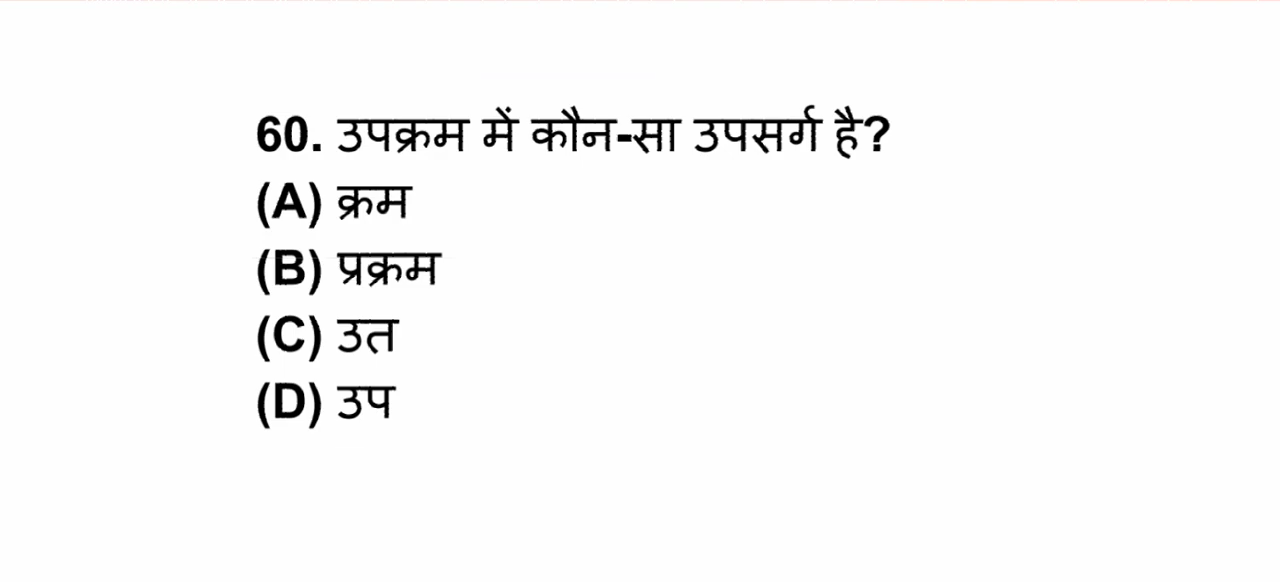 60. उपक्रम में कौन-सा उपसर्ग है?
(A) क्रम
(B) प्रक्रम
(C) उत
(D) उप